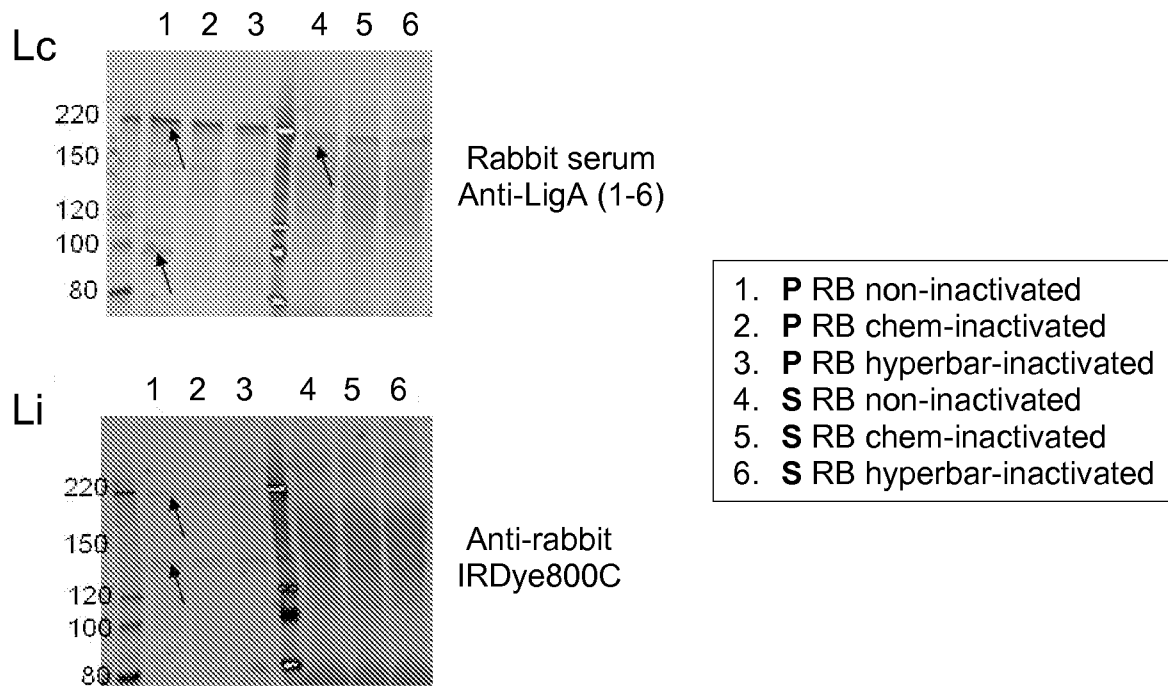 Lc
1 2 3 4 5 6
220
150
120
100
80
Rabbit serum
Anti-LigA (1-6)
Li
1 2 3 4 5 6
220
150
120
100
80
Anti-rabbit
IRDye800C
1. P RB non-inactivated
2. P RB chem-inactivated
3. P RB hyperbar-inactivated
4. S RB non-inactivated
5. S RB chem-inactivated
6. S RB hyperbar-inactivated